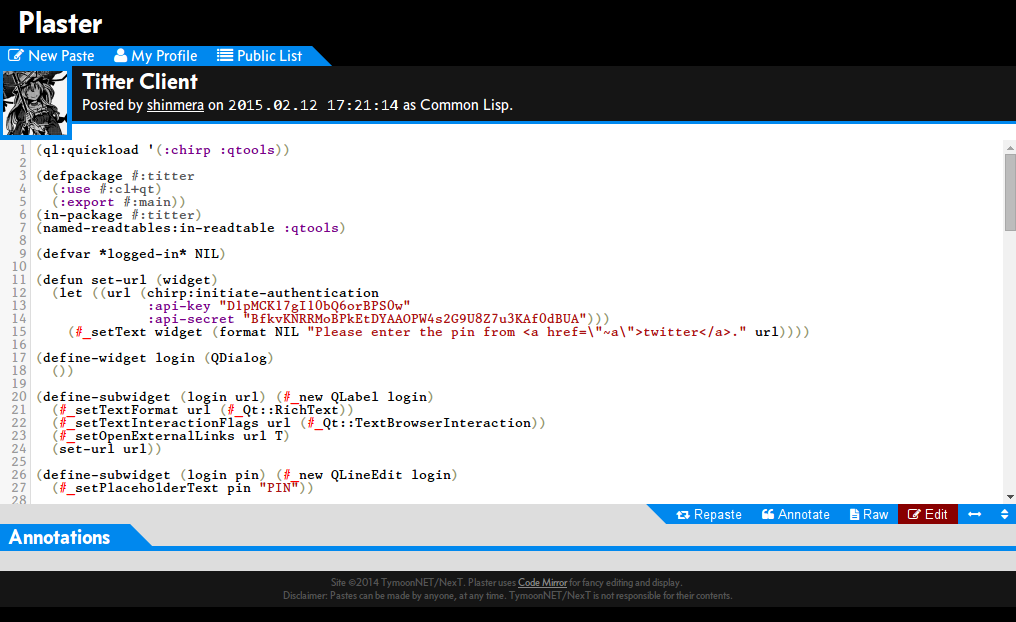 Plaster
New Paste My Profile Public List
Titter Client
Posted by shinmera on 2015.02.12 17:21:14 as Common Lisp.
1 (ql:quickload '(:chirp :qtools))
2
3 (defpackage #:titter
4   (:use #:cl+qt)
5   (:export #:main))
6 (in-package #:titter)
7 (named-readtables:in-readtable :qtools)
8
9 (defvar *logged-in* NIL)
10
11 (defun set-url (widget)
12   (let ((url (chirp:initiate-authentication
13               :api-key "D1pMCK17gI10bQ6orBPS0w"
14               :api-secret "BfkvKNRRMoBPkEtDYAAOPW4s2G9U8Z7u3KAf0dBUA")))
15     (#_setText widget (format NIL "Please enter the pin from <a href=\"~a\">twitter</a>." url))))
16
17 (define-widget login (QDialog)
18   ())
19
20 (define-subwidget (login url) (#_new QLabel login)
21   (#_setTextFormat url (#_Qt::RichText))
22   (#_setTextInteractionFlags url (#_Qt::TextBrowserInteraction))
23   (#_setOpenExternalLinks url T)
24   (set-url url))
25
26 (define-subwidget (login pin) (#_new QLineEdit login)
27   (#_setPlaceholderText pin "PIN"))
28
Repaste Annotate Raw Edit
Annotations
Site ©2014 TymoonNET/NexT. Plaster uses Code Mirror for fancy editing and display.
Disclaimer: Pastes can be made by anyone, at any time. TymoonNET/NexT is not responsible for their contents.